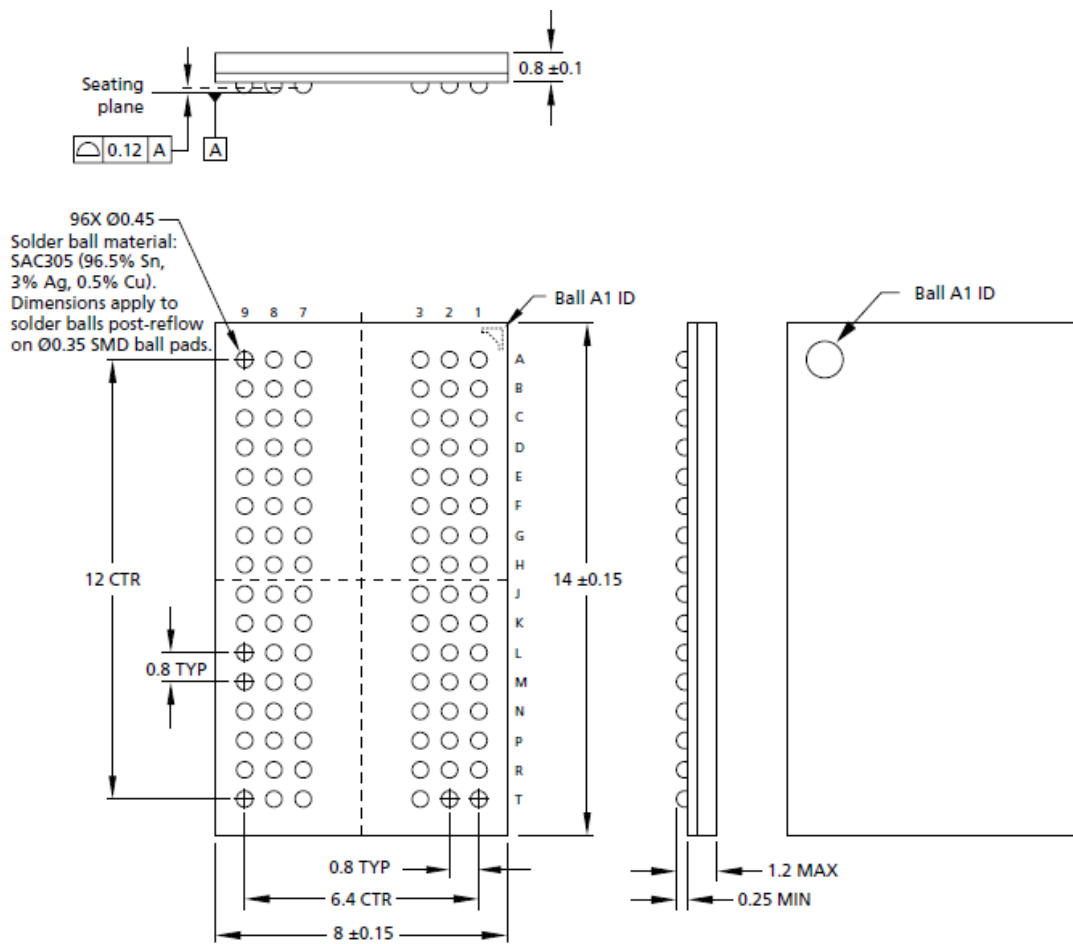 0.8 ±0.1
Seating
plane
0.12 A
A
96X Ø0.45
Solder ball material:
SAC305 (96.5% Sn,
3% Ag, 0.5% Cu).
Dimensions apply to
solder balls post-reflow
on Ø0.35 SMD ball pads.
Ball A1 ID
Ball A1 ID
9 8 7 3 2 1
A
B
C
D
E
F
G
H
12 CTR
14 ±0.15
J
K
L
0.8 TYP
M
N
P
R
T
0.8 TYP
1.2 MAX
6.4 CTR
0.25 MIN
8 ±0.15